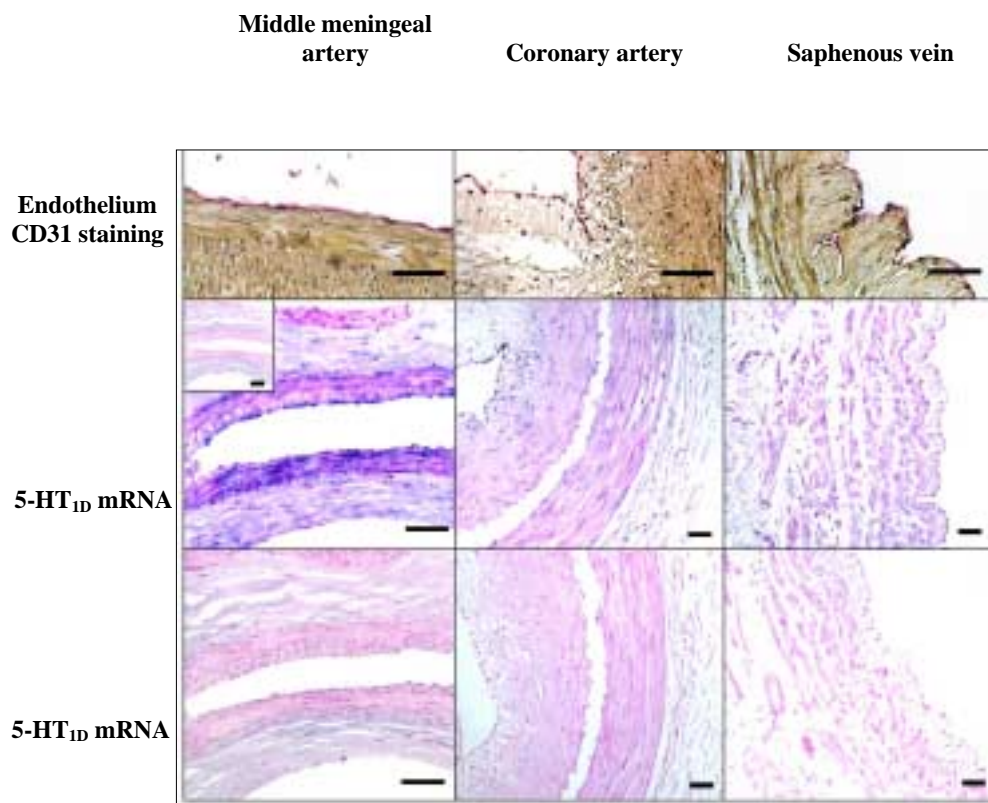 Middle meningeal
artery
Coronary artery
Saphenous vein
Endothelium
CD31 staining
5-HT1D mRNA
5-HT1D mRNA